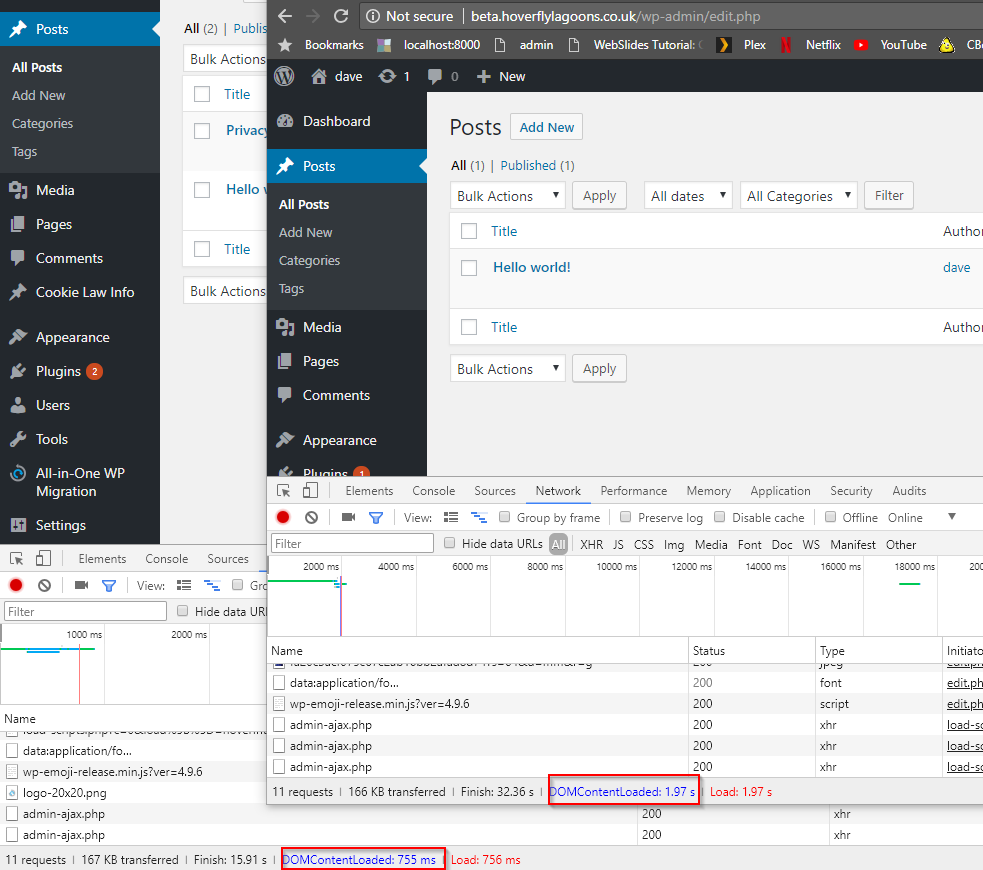 Posts
All Posts
Add New
Categories
Tags
Media
Pages
Comments
Cookie Law Info
Appearance
Plugins 2
Users
Tools
All-in-One WP
Migration
Settings
All (2) | Publis
Bulk Actions
Title
Privacy
Hello
Title
Bulk Actions
Elements Console Sources
View:
Filter Hide data URL
1000 ms 2000 ms
Name
data:application/fo...
wp-emoji-release.min.js?ver=4.9.6
logo-20x20.png
admin-ajax.php 200 xhr
admin-ajax.php 200 xhr
11 requests | 167 KB transferred | Finish: 15.91 s | DOMContentLoaded: 755 ms | Load: 756 ms
Not secure | beta.hoverflylagoons.co.uk/wp-admin/edit.php
Bookmarks localhost:8000 admin WebSlides Tutorial: Plex Netflix YouTube
dave 1 0 New
Dashboard
Posts
All Posts
Add New
Categories
Tags
Media
Pages
Comments
Appearance
Plugins 1
Posts Add New
All (1) | Published (1)
Bulk Actions Apply All dates All Categories Filter
Title Author
Hello world! dave
Title Author
Bulk Actions Apply
Elements Console Sources Network Performance Memory Application Security Audits
View: Group by frame Preserve log Disable cache Offline Online
Filter Hide data URLs All XHR JS CSS Img Media Font Doc WS Manifest Other
2000 ms 4000 ms 6000 ms 8000 ms 10000 ms 12000 ms 14000 ms 16000 ms 18000 ms
Name Status Type Initiato
data:application/fo... 200 font edit.ph
wp-emoji-release.min.js?ver=4.9.6 200 script edit.ph
admin-ajax.php 200 xhr load-sc
admin-ajax.php 200 xhr load-sc
admin-ajax.php 200 xhr load-sc
11 requests | 166 KB transferred | Finish: 32.36 s | DOMContentLoaded: 1.97 s | Load: 1.97 s